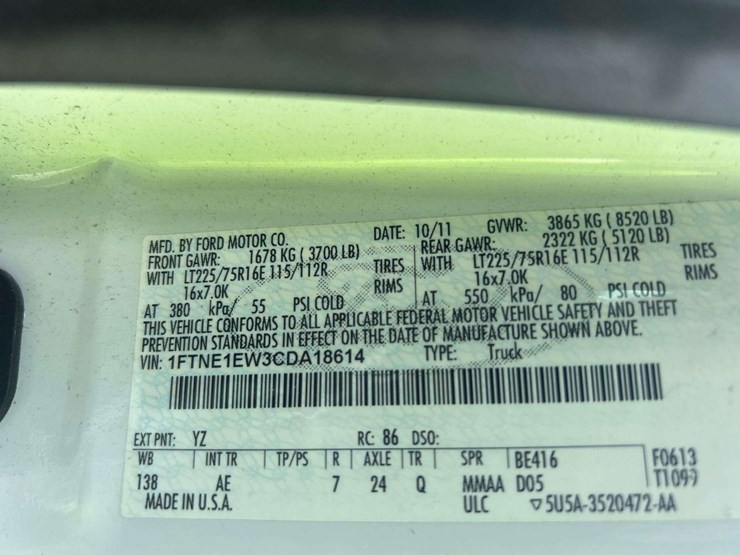 MFD. BY FORD MOTOR CO. DATE: 10/11 GVWR: 3865 KG ( 8520 LB)
FRONT GAWR: 1678 KG ( 3700 LB) REAR GAWR: 2322 KG ( 5120 LB)
WITH LT225/75R16E 115/112R TIRES WITH LT225/75R16E 115/112R TIRES
16x7.0K RIMS 16x7.0K RIMS
AT 380 kPa/ 55 PSI COLD AT 550 kPa/ 80 PSI COLD
THIS VEHICLE CONFORMS TO ALL APPLICABLE FEDERAL MOTOR VEHICLE SAFETY AND THEFT
PREVENTION STANDARDS IN EFFECT ON THE DATE OF MANUFACTURE SHOWN ABOVE.
VIN: 1FTNE1EW3CDA18614 TYPE: Truck
EXT PNT: YZ RC: 86 DSO:
WB INT TR TP/PS R AXLE TR SPR BE416 F0613
138 AE 7 24 Q MMAA D05 T1099
MADE IN U.S.A. ULC ▽5U5A-3520472-AA